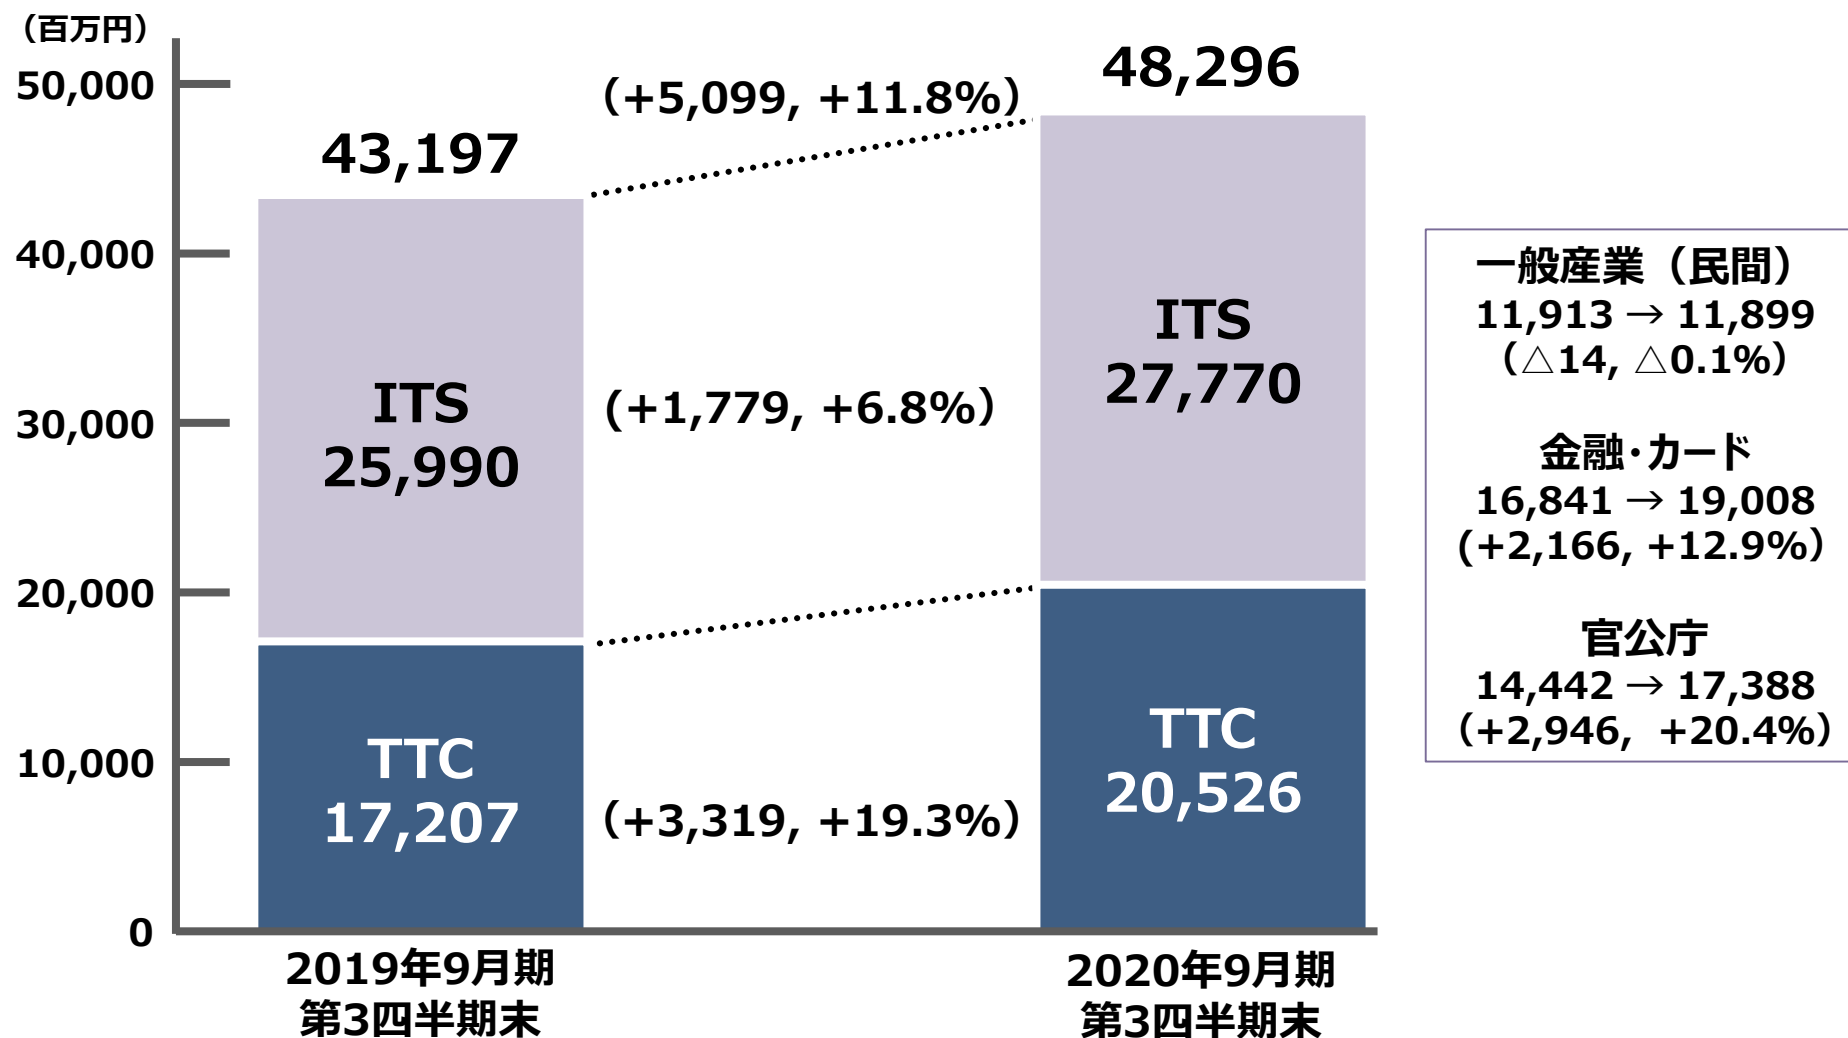 （百万円）
50,000
40,000
30,000
20,000
10,000
0
43,197
ITS
25,990
TTC
17,207
（+5,099, +11.8%）
(+1,779, +6.8%）
（+3,319, +19.3%）
48,296
ITS
27,770
TTC
20,526
2019年9月期
第3四半期末
2020年9月期
第3四半期末
一般産業（民間）
11,913 → 11,899
（△14, △0.1%）
金融・カード
16,841 → 19,008
(+2,166, +12.9%）
官公庁
14,442 → 17,388
（+2,946, +20.4%）